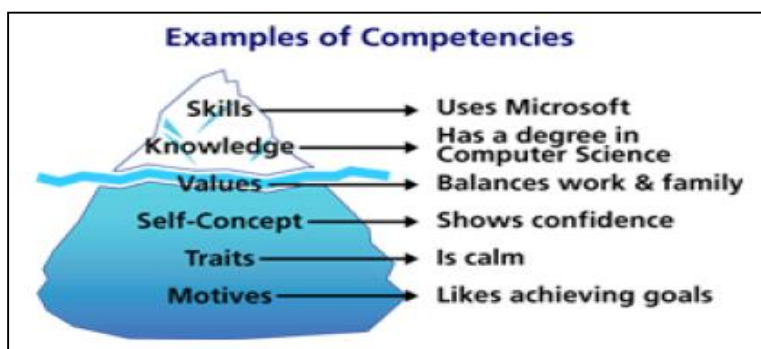 Examples of Competencies
Skills Uses Microsoft
Knowledge Has a degree in
Computer Science
Values Balances work & family
Self-Concept Shows confidence
Traits Is calm
Motives Likes achieving goals